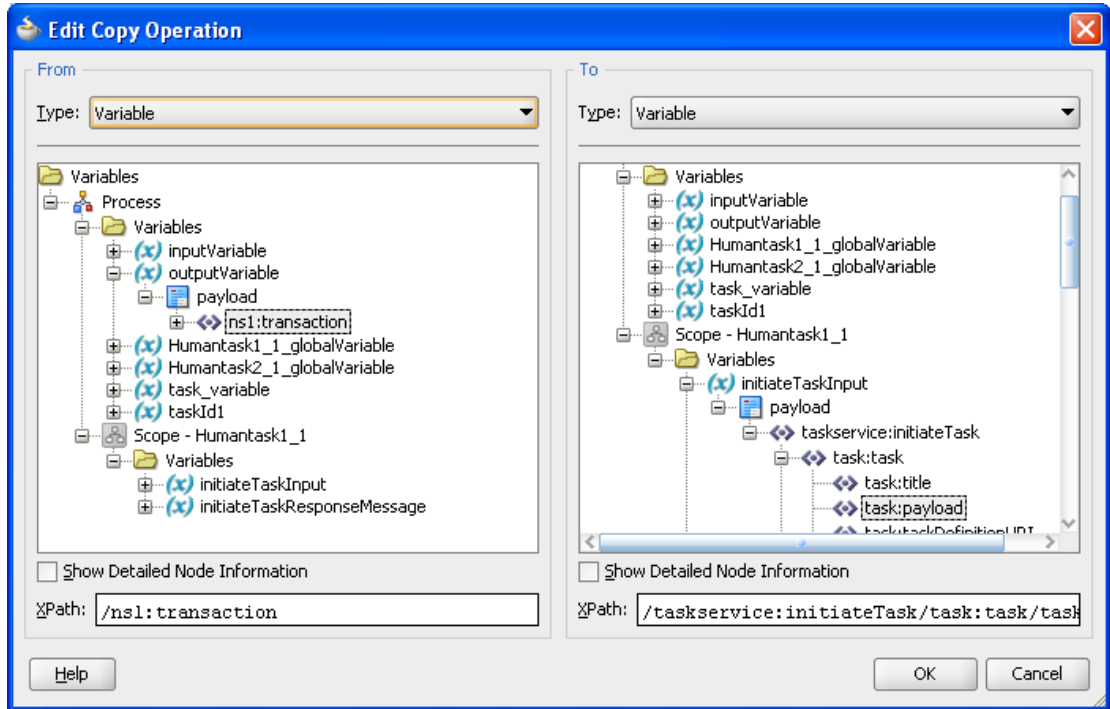 Edit Copy Operation
From
Type: Variable
Variables
Process
Variables
inputVariable
outputVariable
payload
ns1:transaction
Humantask1_1_globalVariable
Humantask2_1_globalVariable
task_variable
taskId1
Scope - Humantask1_1
Variables
initiateTaskInput
initiateTaskResponseMessage
Show Detailed Node Information
XPath: /ns1:transaction
To
Type: Variable
Variables
inputVariable
outputVariable
Humantask1_1_globalVariable
Humantask2_1_globalVariable
task_variable
taskId1
Scope - Humantask1_1
Variables
initiateTaskInput
payload
taskservice:initiateTask
task:task
task:title
task:payload
task:taskDefinitionURI
Show Detailed Node Information
XPath: /taskservice:initiateTask/task:task/task
Help
OK Cancel